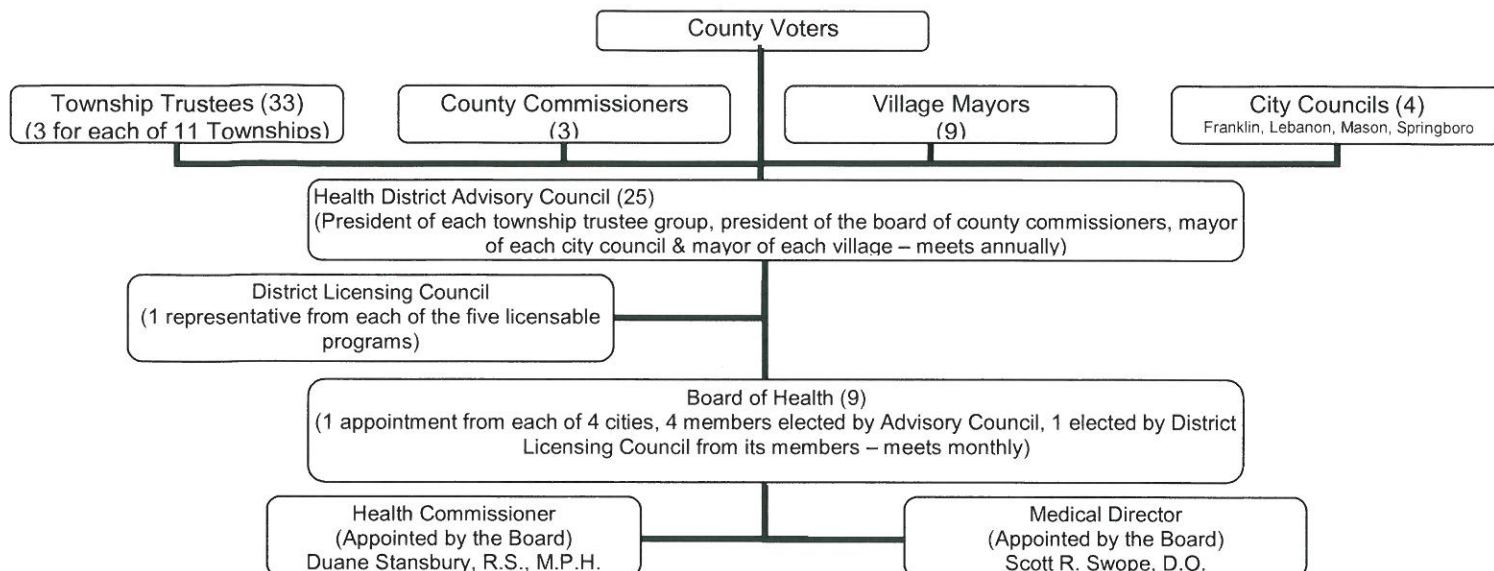 County Voters
Township Trustees (33)
(3 for each of 11 Townships)
County Commissioners
(3)
Village Mayors
(9)
City Councils (4)
Franklin, Lebanon, Mason, Springboro
Health District Advisory Council (25)
(President of each township trustee group, president of the board of county commissioners, mayor
of each city council & mayor of each village – meets annually)
District Licensing Council
(1 representative from each of the five licensable
programs)
Board of Health (9)
(1 appointment from each of 4 cities, 4 members elected by Advisory Council, 1 elected by District
Licensing Council from its members – meets monthly)
Health Commissioner
(Appointed by the Board)
Duane Stansbury, R.S., M.P.H.
Medical Director
(Appointed by the Board)
Scott R. Swope, D.O.